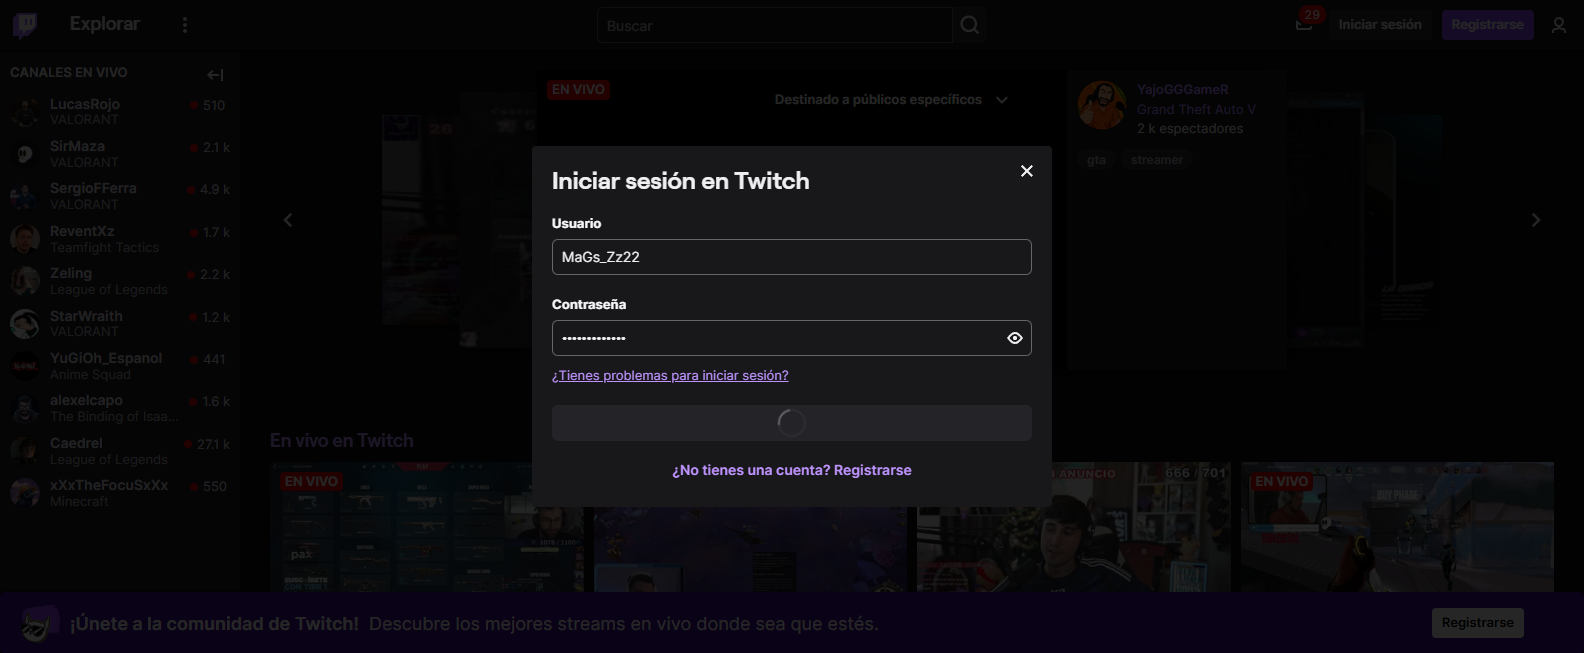 Explorar
Buscar
29
Iniciar sesión
Registrarse
CANALES EN VIVO
LucasRojo
510
VALORANT
SirMaza
2.1 k
VALORANT
SergioFFerra
4.9 k
VALORANT
ReventXz
1.7 k
Teamfight Tactics
Zeling
2.2 k
League of Legends
StarWraith
1.2 k
VALORANT
YuGiOh_Espanol
441
Anime Squad
alexelcapo
1.6 k
The Binding of Isaa...
Caedrel
27.1 k
League of Legends
xXxTheFocuSxXx
550
Minecraft
EN VIVO
Destinado a públicos específicos
YajoGGGameR
Grand Theft Auto V
2 k espectadores
gta
streamer
Iniciar sesión en Twitch
Usuario
MaGs_Zz22
Contraseña
•••••••••••••
¿Tienes problemas para iniciar sesión?
¿No tienes una cuenta? Registrarse
En vivo en Twitch
EN VIVO
ANUNCIO
666 / 701
EN VIVO
BUY PHASE
¡Únete a la comunidad de Twitch! Descubre los mejores streams en vivo donde sea que estés.
Registrarse